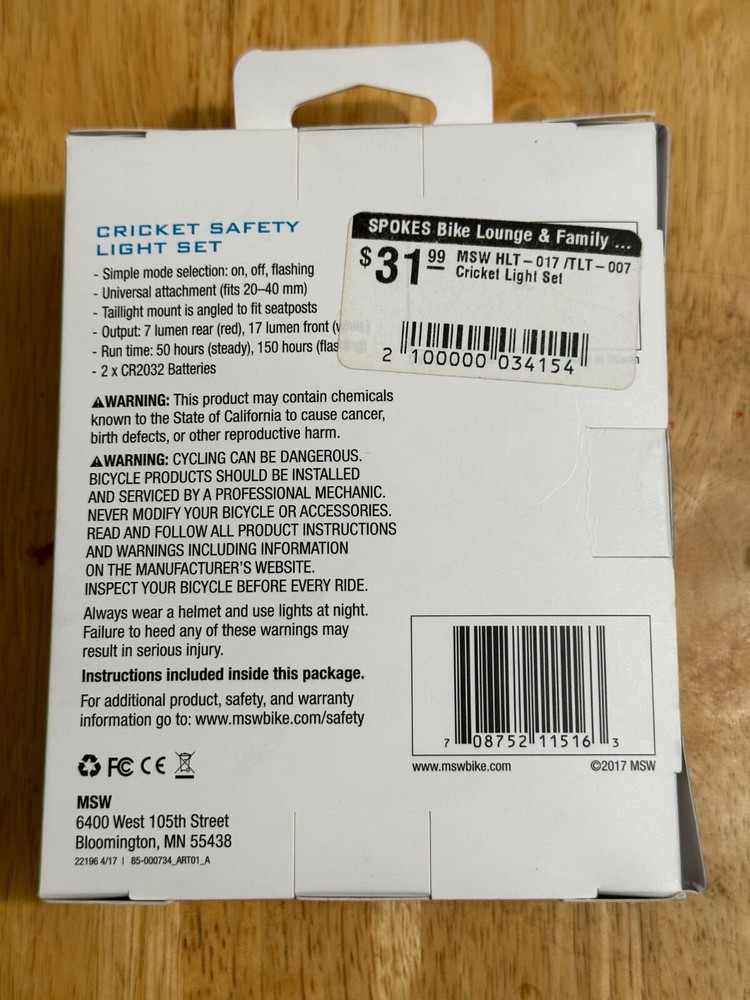 CRICKET SAFETY
LIGHT SET
- Simple mode selection: on, off, flashing
- Universal attachment (fits 20–40 mm)
- Taillight mount is angled to fit seatposts
- Output: 7 lumen rear (red), 17 lumen front
- Run time: 50 hours (steady), 150 hours
- 2 x CR2032 Batteries
SPOKES Bike Lounge & Family ...
$31 99 MSW HLT-017 /TLT-007
Cricket Light Set
2 100000 034154
⚠WARNING: This product may contain chemicals
known to the State of California to cause cancer,
birth defects, or other reproductive harm.
⚠WARNING: CYCLING CAN BE DANGEROUS.
BICYCLE PRODUCTS SHOULD BE INSTALLED
AND SERVICED BY A PROFESSIONAL MECHANIC.
NEVER MODIFY YOUR BICYCLE OR ACCESSORIES.
READ AND FOLLOW ALL PRODUCT INSTRUCTIONS
AND WARNINGS INCLUDING INFORMATION
ON THE MANUFACTURER'S WEBSITE.
INSPECT YOUR BICYCLE BEFORE EVERY RIDE.
Always wear a helmet and use lights at night.
Failure to heed any of these warnings may
result in serious injury.
Instructions included inside this package.
For additional product, safety, and warranty
information go to: www.mswbike.com/safety
FC CE
MSW
6400 West 105th Street
Bloomington, MN 55438
22196 4/17 | 85-000734_ART01_A
7 08752 11516 3
www.mswbike.com ©2017 MSW